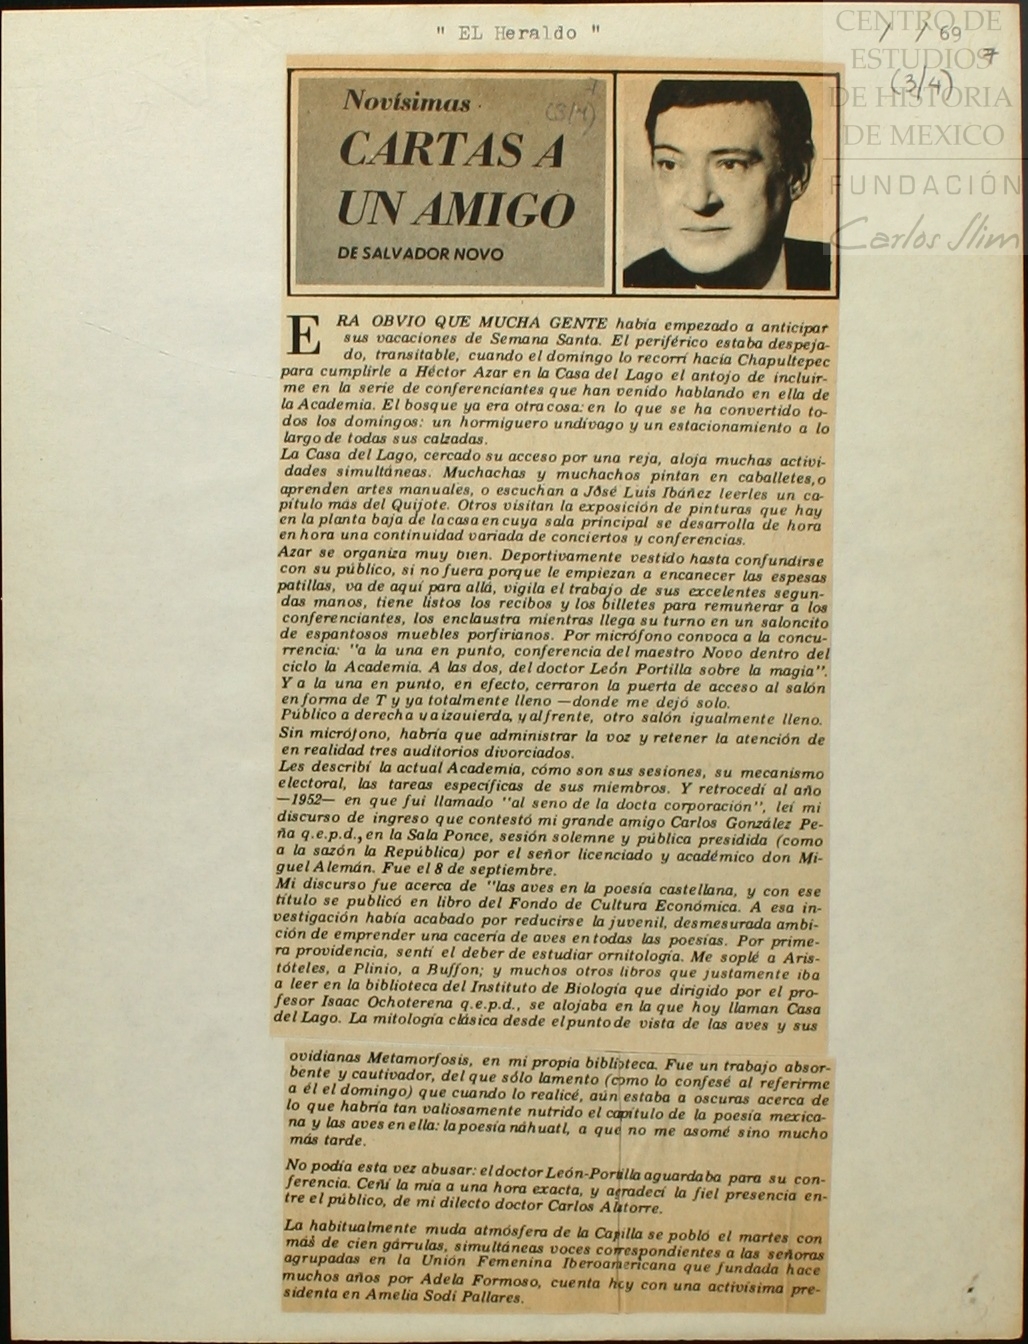 " EL Heraldo "
/ / 69
7
(3/4)
CENTRO DE
ESTUDIOS
DE HISTORIA
DE MEXICO
FUNDACIÓN
Carlos Slim
Novísimas
7
(3/4)
CARTAS A
UN AMIGO
DE SALVADOR NOVO
ERA OBVIO QUE MUCHA GENTE había empezado a anticipar
sus vacaciones de Semana Santa. El periférico estaba despeja-
do, transitable, cuando el domingo lo recorrí hacia Chapultepec
para cumplirle a Héctor Azar en la Casa del Lago el antojo de incluir-
me en la serie de conferenciantes que han venido hablando en ella de
la Academia. El bosque ya era otra cosa: en lo que se ha convertido to-
dos los domingos: un hormiguero undívago y un estacionamiento a lo
largo de todas sus calzadas.
La Casa del Lago, cercado su acceso por una reja, aloja muchas activi-
dades simultáneas. Muchachas y muchachos pintan en caballetes, o
aprenden artes manuales, o escuchan a José Luis Ibáñez leerles un ca-
pítulo más del Quijote. Otros visitan la exposición de pinturas que hay
en la planta baja de la casa en cuya sala principal se desarrolla de hora
en hora una continuidad variada de conciertos y conferencias.
Azar se organiza muy bien. Deportivamente vestido hasta confundirse
con su público, si no fuera porque le empiezan a encanecer las espesas
patillas, va de aquí para allá, vigila el trabajo de sus excelentes segun-
das manos, tiene listos los recibos y los billetes para remunerar a los
conferenciantes, los enclaustra mientras llega su turno en un saloncito
de espantosos muebles porfirianos. Por micrófono convoca a la concu-
rrencia: "a la una en punto, conferencia del maestro Novo dentro del
ciclo la Academia. A las dos, del doctor León Portilla sobre la magia".
Y a la una en punto, en efecto, cerraron la puerta de acceso al salón
en forma de T y ya totalmente lleno —donde me dejó solo.
Público a derecha y a izquierda, y al frente, otro salón igualmente lleno.
Sin micrófono, habría que administrar la voz y retener la atención de
en realidad tres auditorios divorciados.
Les describí la actual Academia, cómo son sus sesiones, su mecanismo
electoral, las tareas específicas de sus miembros. Y retrocedí al año
—1952— en que fui llamado "al seno de la docta corporación", leí mi
discurso de ingreso que contestó mi grande amigo Carlos González Pe-
ña q.e.p.d., en la Sala Ponce, sesión solemne y pública presidida (como
a la sazón la República) por el señor licenciado y académico don Mi-
guel Alemán. Fue el 8 de septiembre.
Mi discurso fue acerca de "las aves en la poesía castellana, y con ese
título se publicó en libro del Fondo de Cultura Económica. A esa in-
vestigación había acabado por reducirse la juvenil, desmesurada ambi-
ción de emprender una cacería de aves en todas las poesías. Por prime-
ra providencia, sentí el deber de estudiar ornitología. Me soplé a Aris-
tóteles, a Plinio, a Buffon; y muchos otros libros que justamente iba
a leer en la biblioteca del Instituto de Biología que dirigido por el pro-
fesor Isaac Ochoterena q.e.p.d., se alojaba en la que hoy llaman Casa
del Lago. La mitología clásica desde el punto de vista de las aves y sus
ovidianas Metamorfosis, en mi propia biblioteca. Fue un trabajo absor-
bente y cautivador, del que sólo lamento (como lo confesé al referirme
a él el domingo) que cuando lo realicé, aún estaba a oscuras acerca de
lo que habría tan valiosamente nutrido el capítulo de la poesía mexica-
na y las aves en ella: la poesía náhuatl, a que no me asomé sino mucho
más tarde.
No podía esta vez abusar: el doctor León-Portilla aguardaba para su con-
ferencia. Ceñí la mía a una hora exacta, y agradecí la fiel presencia en-
tre el público, de mi dilecto doctor Carlos Alatorre.
La habitualmente muda atmósfera de la Capilla se pobló el martes con
más de cien gárrulas, simultáneas voces correspondientes a las señoras
agrupadas en la Unión Femenina Iberoamericana que fundada hace
muchos años por Adela Formoso, cuenta hoy con una activísima pre-
sidenta en Amelia Sodi Pallares.